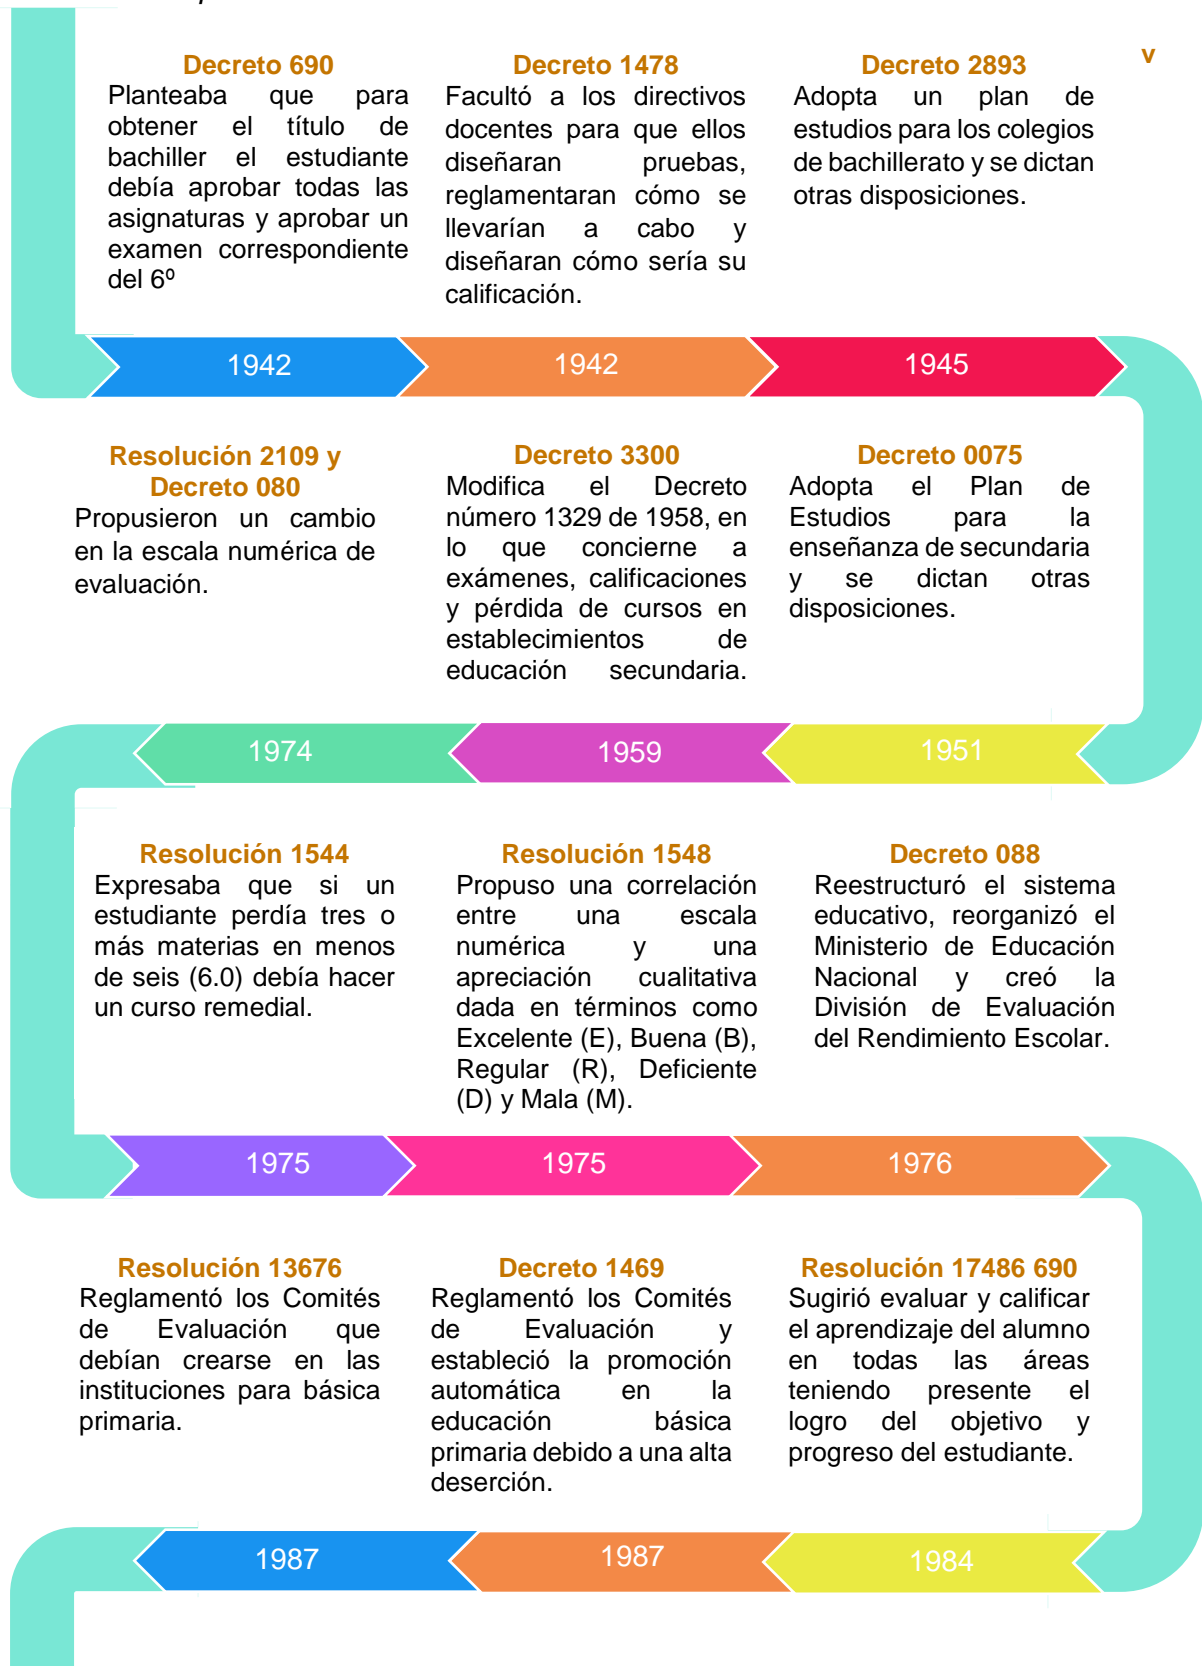 Decreto 690
Planteaba que para
obtener el título de
bachiller el estudiante
debía aprobar todas las
asignaturas y aprobar un
examen correspondiente
del 6º
Decreto 1478
Facultó a los directivos
docentes para que ellos
diseñaran pruebas,
reglamentaran cómo se
llevarían a cabo y
diseñaran cómo sería su
calificación.
Decreto 2893
Adopta un plan de
estudios para los colegios
de bachillerato y se dictan
otras disposiciones.
v
1942
1942
1945
Resolución 2109 y
Decreto 080
Propusieron un cambio
en la escala numérica de
evaluación.
Decreto 3300
Modifica el Decreto
número 1329 de 1958, en
lo que concierne a
exámenes, calificaciones
y pérdida de cursos en
establecimientos de
educación secundaria.
Decreto 0075
Adopta el Plan de
Estudios para la
enseñanza de secundaria
y se dictan otras
disposiciones.
1974
1959
1951
Resolución 1544
Expresaba que si un
estudiante perdía tres o
más materias en menos
de seis (6.0) debía hacer
un curso remedial.
Resolución 1548
Propuso una correlación
entre una escala
numérica y una
apreciación cualitativa
dada en términos como
Excelente (E), Buena (B),
Regular (R), Deficiente
(D) y Mala (M).
Decreto 088
Reestructuró el sistema
educativo, reorganizó el
Ministerio de Educación
Nacional y creó la
División de Evaluación
del Rendimiento Escolar.
1975
1975
1976
Resolución 13676
Reglamentó los Comités
de Evaluación que
debían crearse en las
instituciones para básica
primaria.
Decreto 1469
Reglamentó los Comités
de Evaluación y
estableció la promoción
automática en la
educación básica
primaria debido a una alta
deserción.
Resolución 17486 690
Sugirió evaluar y calificar
el aprendizaje del alumno
en todas las áreas
teniendo presente el
logro del objetivo y
progreso del estudiante.
1987
1987
1984